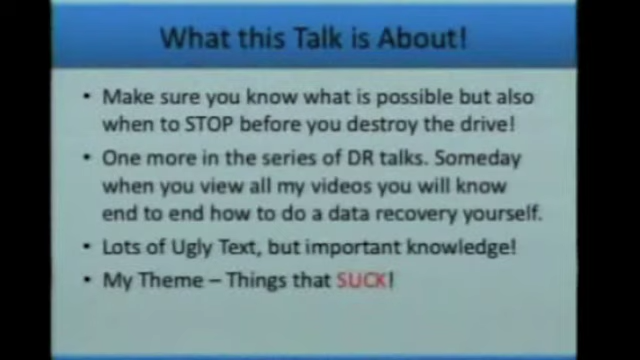 What this Talk is About!
• Make sure you know what is possible but also
when to STOP before you destroy the drive!
• One more in the series of DR talks. Someday
when you view all my videos you will know
end to end how to do a data recovery yourself.
• Lots of Ugly Text, but important knowledge!
• My Theme – Things that SUCK!